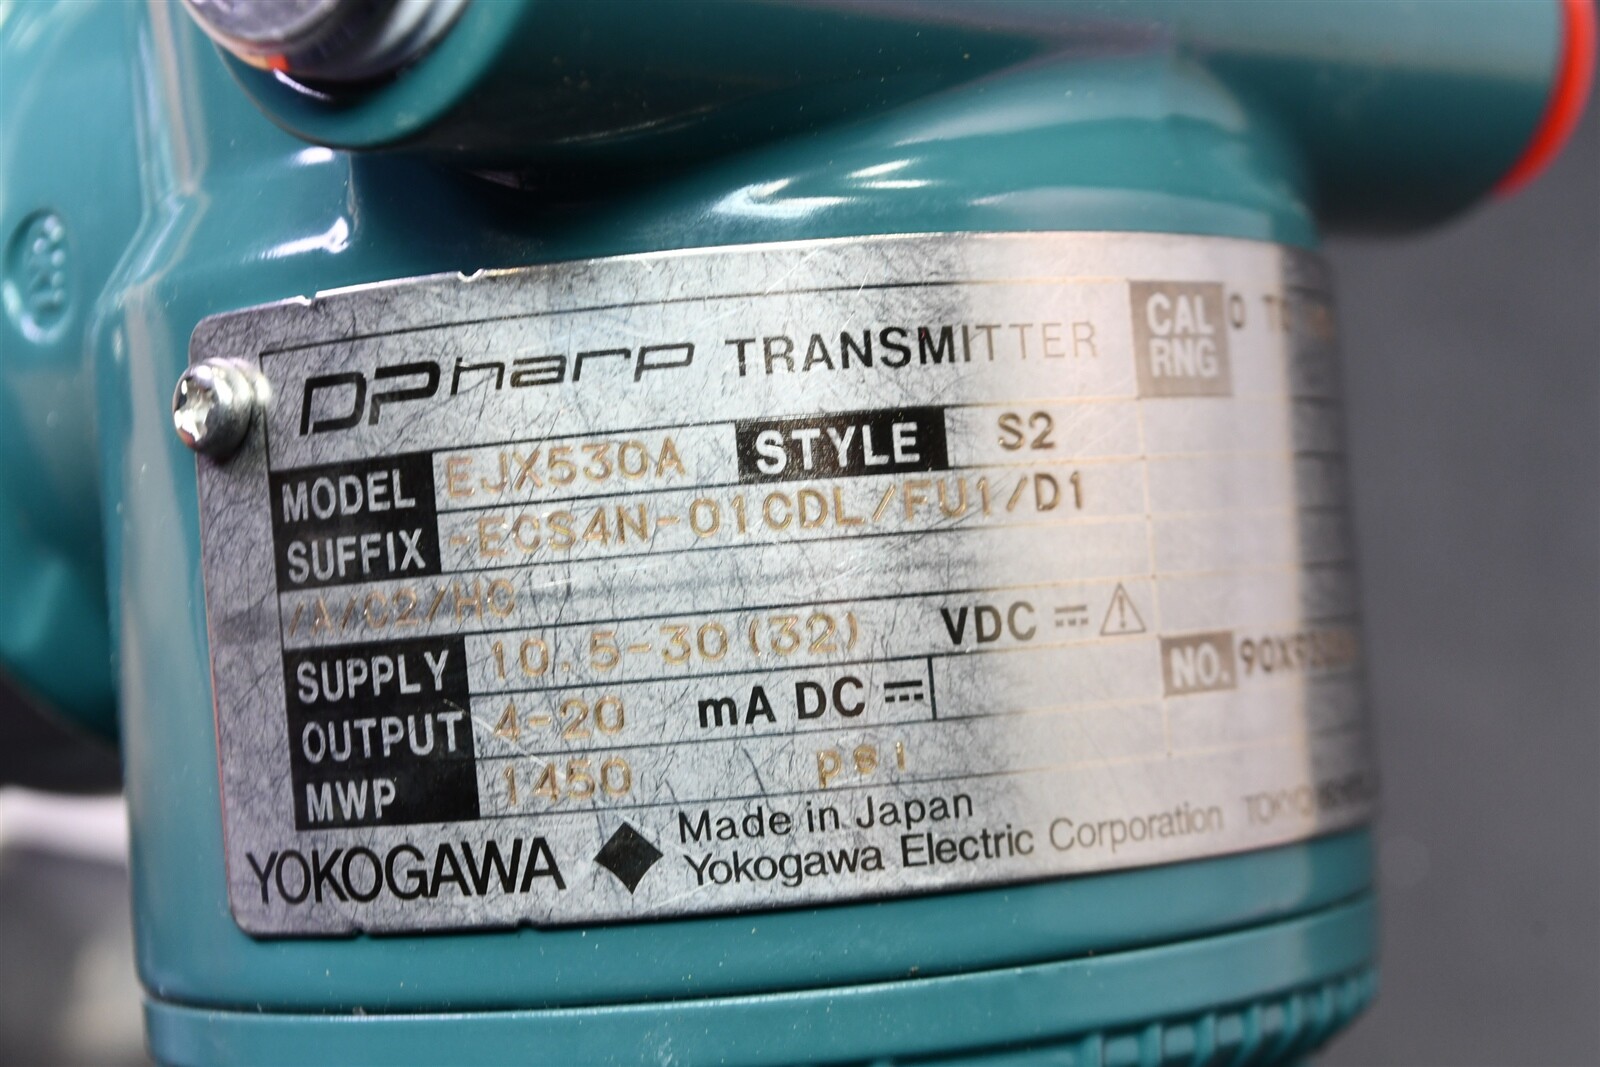 DPharp TRANSMITTER CAL RNG 0
MODEL EJX530A STYLE S2
SUFFIX -ECS4N-01CDL/FU1/D1
/A/C2/HC
SUPPLY 10.5-30(32) VDC
OUTPUT 4-20 mA DC NO.
MWP 1450 psi
YOKOGAWA Made in Japan
Yokogawa Electric Corporation